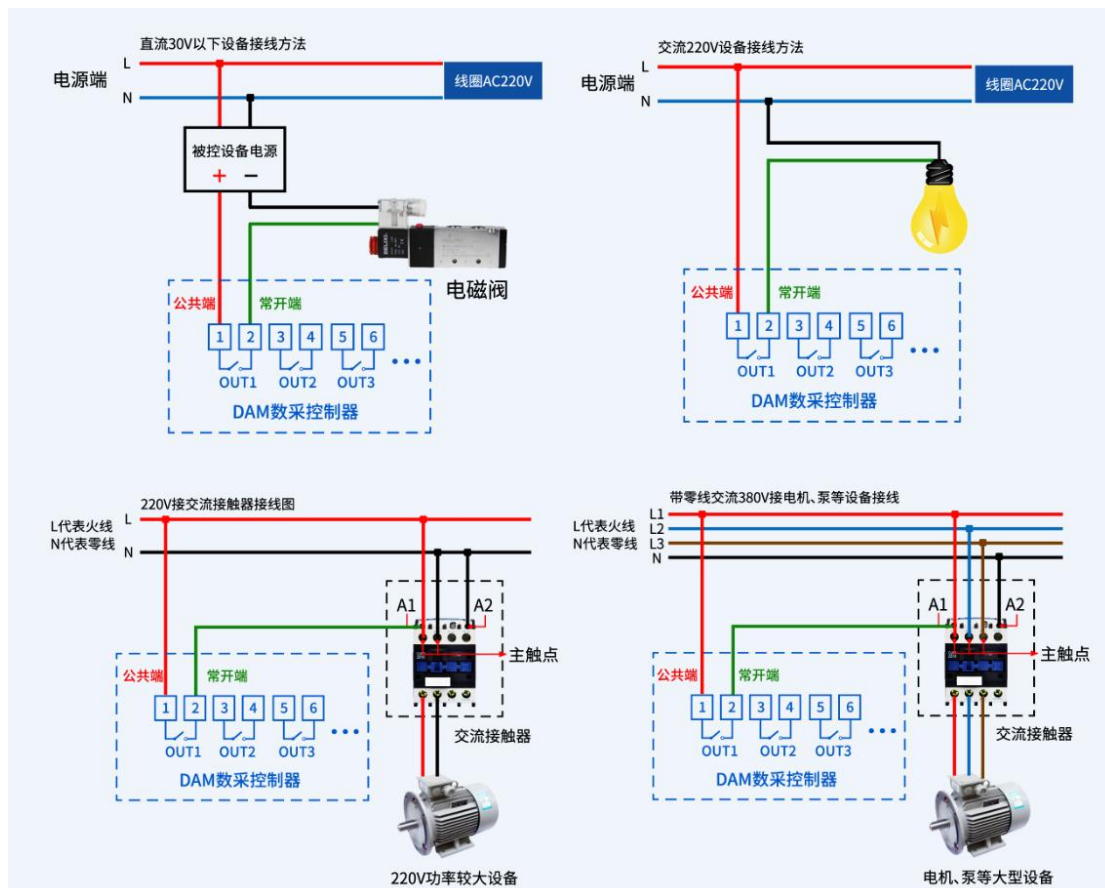 直流30V以下设备接线方法
电源端
L
N
线圈AC220V
被控设备电源
+ −
电磁阀
公共端
常开端
1 2 3 4 5 6
OUT1 OUT2 OUT3
DAM数采控制器
交流220V设备接线方法
电源端
L
N
线圈AC220V
公共端
常开端
1 2 3 4 5 6
OUT1 OUT2 OUT3
DAM数采控制器
220V接交流接触器接线图
L代表火线
N代表零线
L
N
A1
A2
主触点
公共端
常开端
1 2 3 4 5 6
OUT1 OUT2 OUT3
DAM数采控制器
交流接触器
220V功率较大设备
带零线交流380V接电机、泵等设备接线
L代表火线
N代表零线
L1
L2
L3
N
A1
A2
主触点
公共端
常开端
1 2 3 4 5 6
OUT1 OUT2 OUT3
DAM数采控制器
交流接触器
电机、泵等大型设备